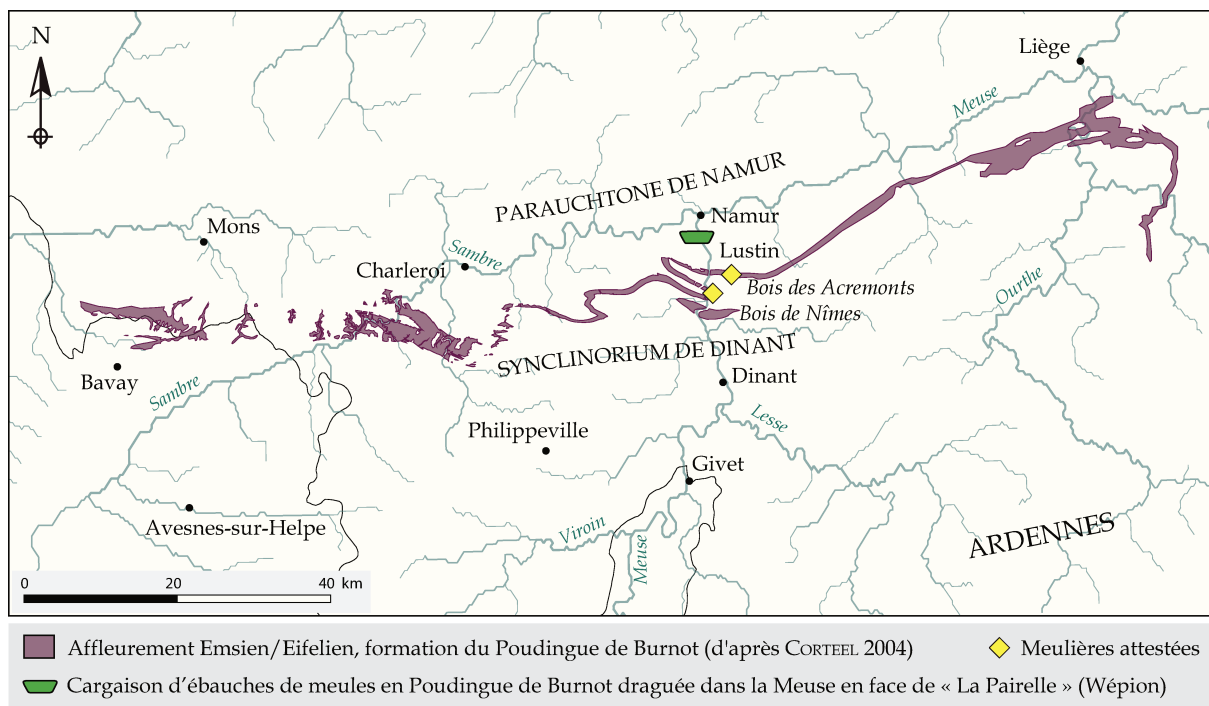 N
Liège
Meuse
PARAUCHTONE DE NAMUR
Namur
Mons
Sambre
Lustin
Charleroi
Bois des Acremonts
Ourthe
Bois de Nîmes
SYNCLINORIUM DE DINANT
Bavay
Dinant
Sambre
Lesse
Philippeville
Givet
Avesnes-sur-Helpe
Viroin
ARDENNES
Meuse
0 20 40 km
Affleurement Emsien/Eifelien, formation du Poudingue de Burnot (d'après CORTEEL 2004)
Meulières attestées
Cargaison d'ébauches de meules en Poudingue de Burnot draguée dans la Meuse en face de « La Pairelle » (Wépion)